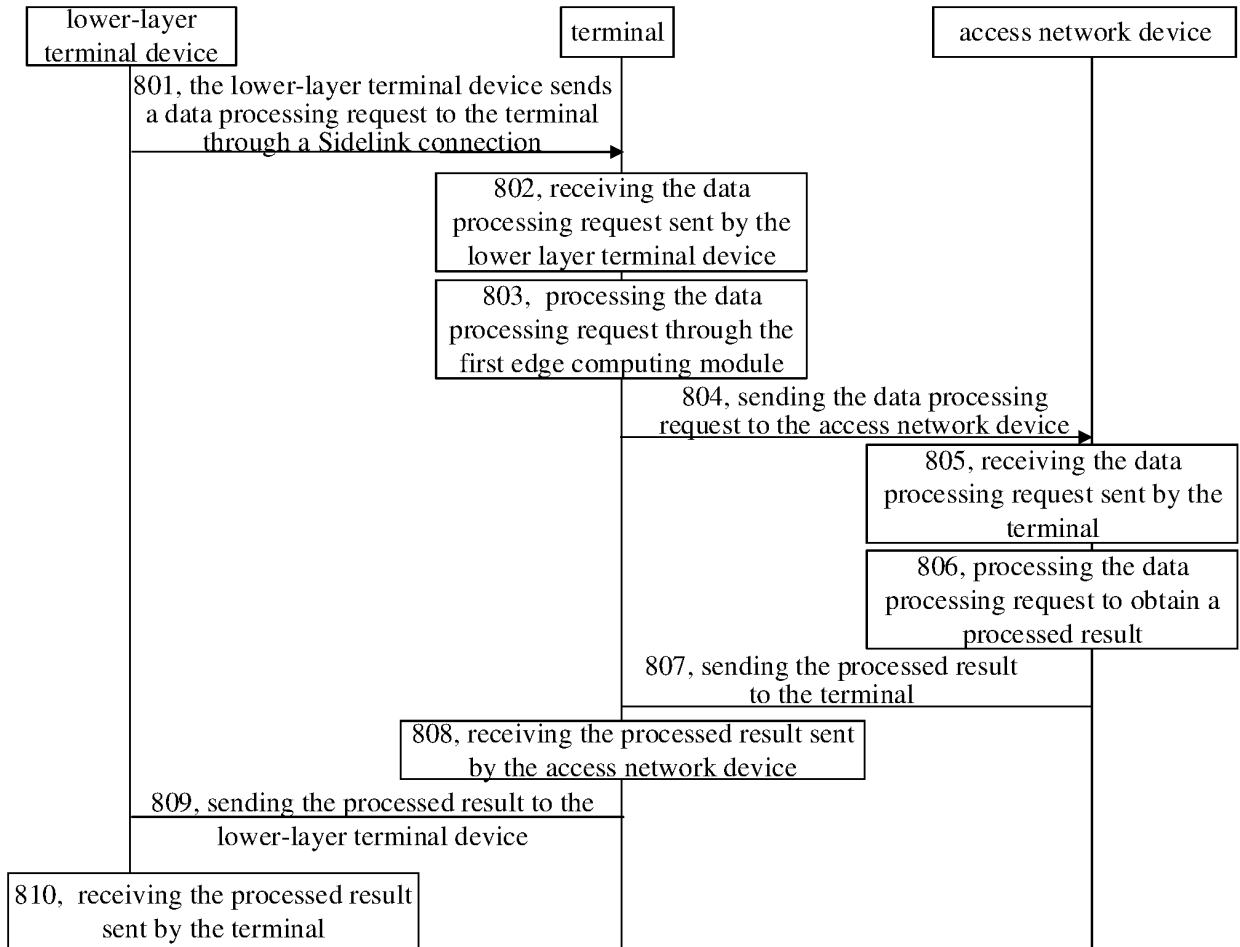 lower-layer
terminal device
terminal
access network device
801, the lower-layer terminal device sends
a data processing request to the terminal
through a Sidelink connection
802, receiving the data
processing request sent by the
lower layer terminal device
803, processing the data
processing request through the
first edge computing module
804, sending the data processing
request to the access network device
805, receiving the data
processing request sent by the
terminal
806, processing the data
processing request to obtain a
processed result
807, sending the processed result
to the terminal
808, receiving the processed result sent
by the access network device
809, sending the processed result to the
lower-layer terminal device
810, receiving the processed result
sent by the terminal